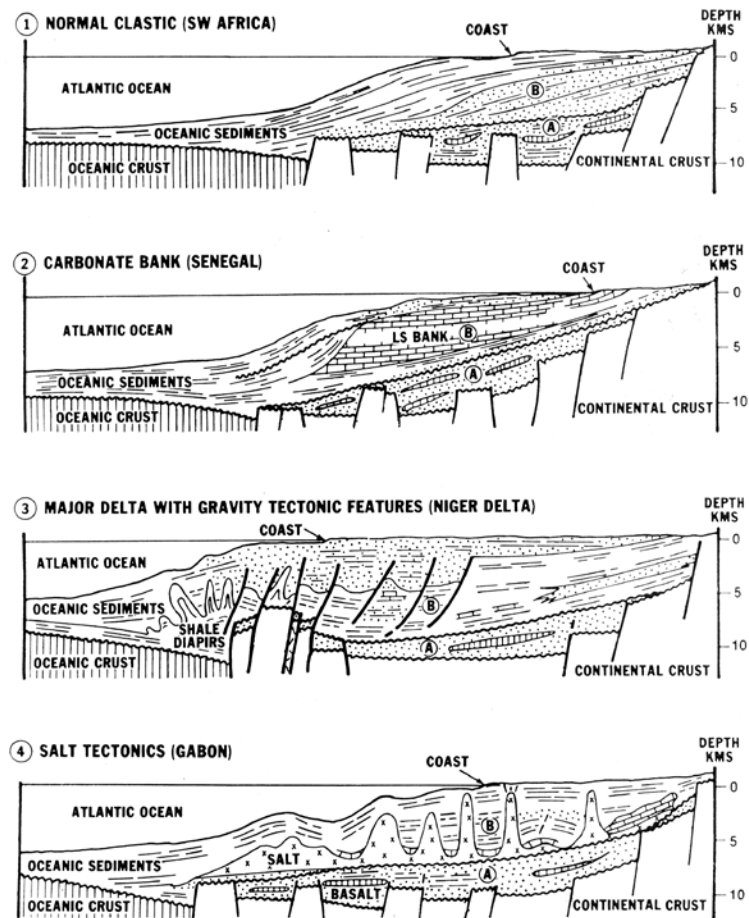 ① NORMAL CLASTIC (SW AFRICA)
DEPTH
KMS
COAST
0
ATLANTIC OCEAN
B
5
OCEANIC SEDIMENTS
A
OCEANIC CRUST
CONTINENTAL CRUST
10
② CARBONATE BANK (SENEGAL)
DEPTH
KMS
COAST
0
ATLANTIC OCEAN
LS BANK B
5
OCEANIC SEDIMENTS
A
OCEANIC CRUST
CONTINENTAL CRUST
10
③ MAJOR DELTA WITH GRAVITY TECTONIC FEATURES (NIGER DELTA)
DEPTH
KMS
COAST
0
ATLANTIC OCEAN
OCEANIC SEDIMENTS
B
5
SHALE
DIAPIRS
OCEANIC CRUST
A
CONTINENTAL CRUST
10
④ SALT TECTONICS (GABON)
DEPTH
KMS
COAST
0
ATLANTIC OCEAN
B
5
OCEANIC SEDIMENTS
SALT
A
BASALT
OCEANIC CRUST
CONTINENTAL CRUST
10